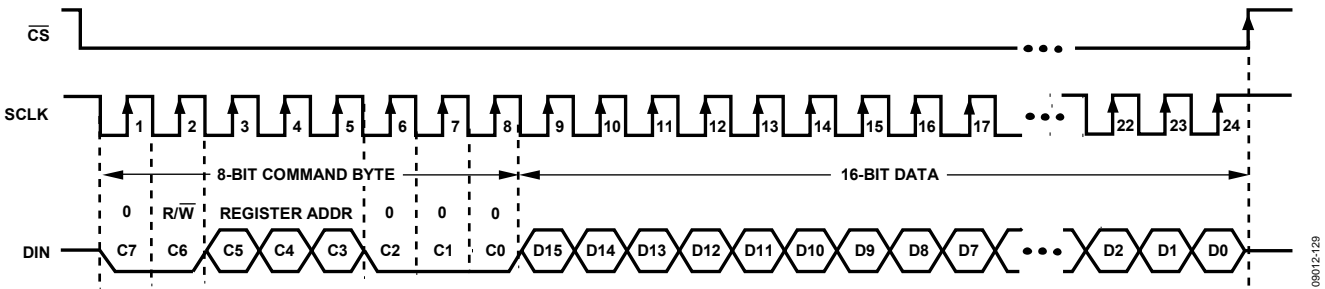 CS
SCLK
1 2 3 4 5 6 7 8 9 10 11 12 13 14 15 16 17 22 23 24
8-BIT COMMAND BYTE 16-BIT DATA
0 R/W REGISTER ADDR 0 0 0
DIN C7 C6 C5 C4 C3 C2 C1 C0 D15 D14 D13 D12 D11 D10 D9 D8 D7 D2 D1 D0
09012-129